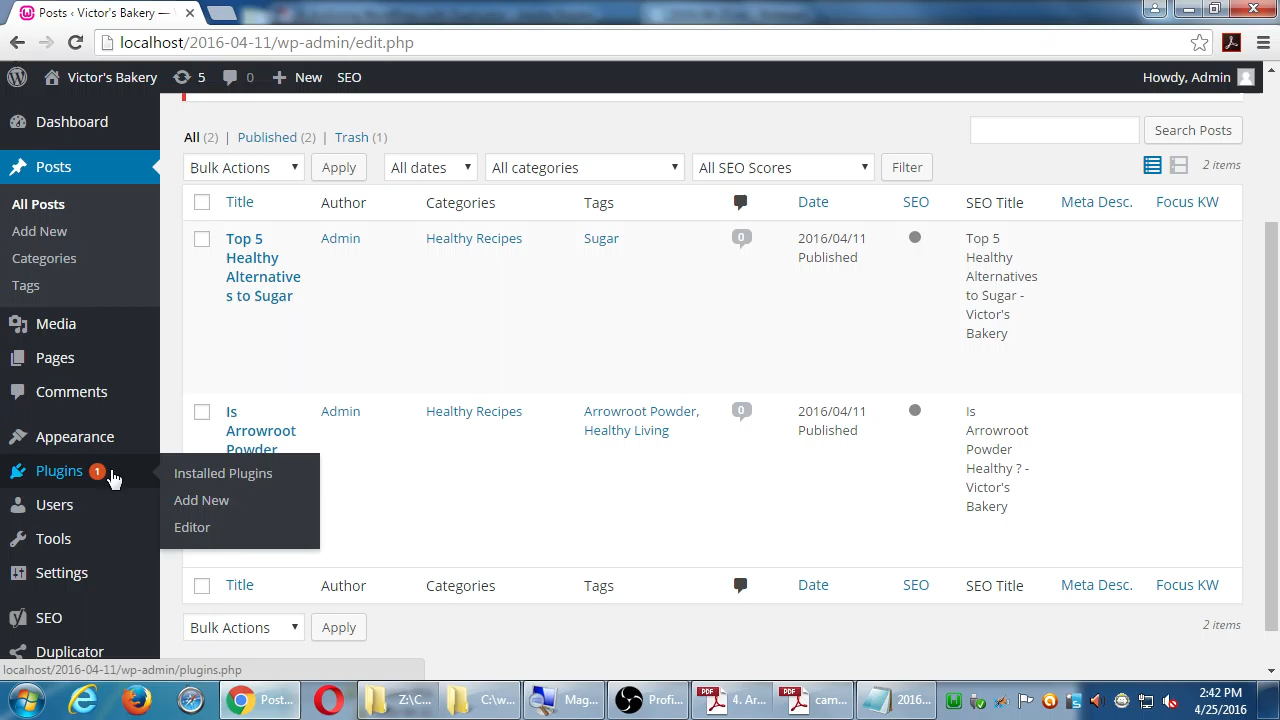 Posts ‹ Victor's Bakery —
localhost/2016-04-11/wp-admin/edit.php
Victor's Bakery 5 0 New SEO Howdy, Admin
Dashboard
Posts
All Posts
Add New
Categories
Tags
Media
Pages
Comments
Appearance
Plugins 1
Users
Tools
Settings
SEO
Duplicator
Installed Plugins
Add New
Editor
All (2) | Published (2) | Trash (1)
Search Posts
Bulk Actions Apply All dates All categories All SEO Scores Filter
2 items
Title Author Categories Tags Date SEO SEO Title Meta Desc. Focus KW
Top 5
Healthy
Alternative
s to Sugar
Admin
Healthy Recipes
Sugar
0
2016/04/11
Published
Top 5
Healthy
Alternatives
to Sugar -
Victor's
Bakery
Is
Arrowroot
Powder
Admin
Healthy Recipes
Arrowroot Powder,
Healthy Living
0
2016/04/11
Published
Is
Arrowroot
Powder
Healthy ? -
Victor's
Bakery
Title Author Categories Tags Date SEO SEO Title Meta Desc. Focus KW
Bulk Actions Apply
2 items
localhost/2016-04-11/wp-admin/plugins.php
Post... Z:\C... C:\w... Mag... Profi... 4. Ar... cam... 2016...
2:42 PM
4/25/2016